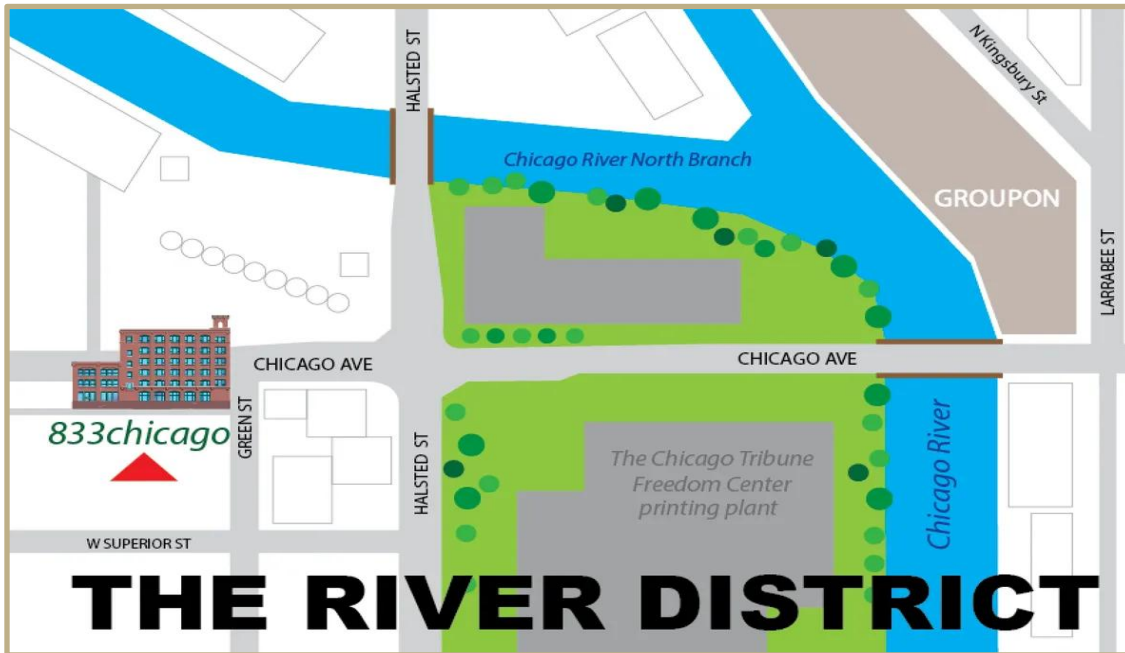 HALSTED ST
N Kingsbury St
Chicago River North Branch
GROUPON
LARRABEE ST
CHICAGO AVE
CHICAGO AVE
833chicago
GREEN ST
HALSTED ST
The Chicago Tribune
Freedom Center
printing plant
Chicago River
W SUPERIOR ST
THE RIVER DISTRICT